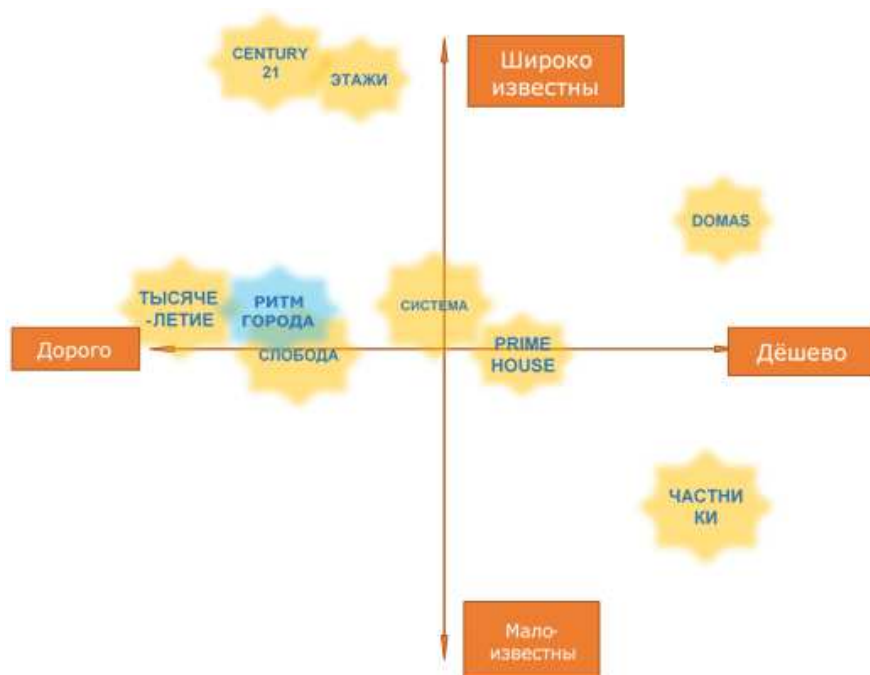 CENTURY
21
ЭТАЖИ
Широко
известны
DOMAS
ТЫСЯЧЕ
-ЛЕТИЕ
РИТМ
ГОРОДА
СИСТЕМА
Дорого
СЛОБОДА
PRIME
HOUSE
Дёшево
ЧАСТНИ
КИ
Мало-
известны